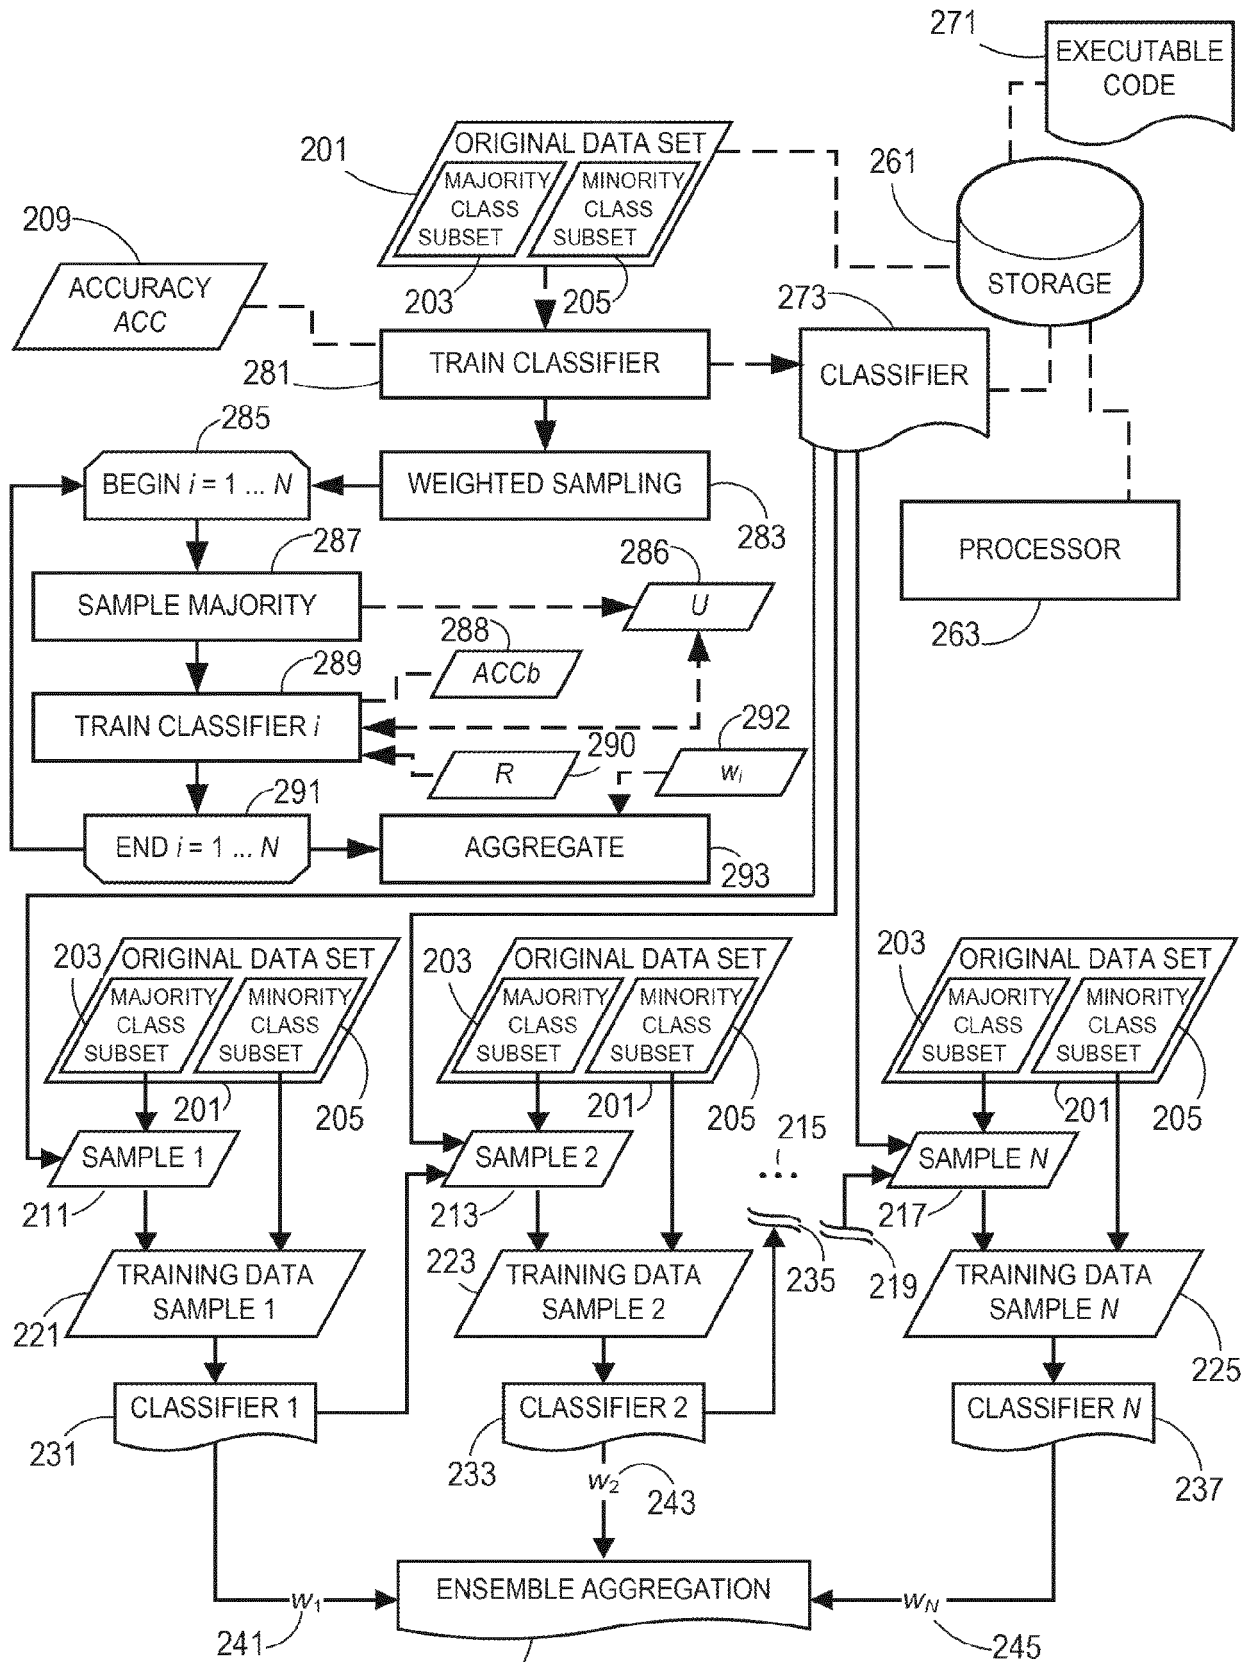 271
EXECUTABLE
CODE
201
ORIGINAL DATA SET
MAJORITY
CLASS
SUBSET
MINORITY
CLASS
SUBSET
261
STORAGE
209
ACCURACY
ACC
203
205
273
281
TRAIN CLASSIFIER
CLASSIFIER
285
BEGIN i = 1 ... N
WEIGHTED SAMPLING
283
PROCESSOR
263
287
286
SAMPLE MAJORITY
U
288
289
ACCb
TRAIN CLASSIFIER i
292
290
R
wi
291
END i = 1 ... N
AGGREGATE
293
203
ORIGINAL DATA SET
MAJORITY
CLASS
SUBSET
MINORITY
CLASS
SUBSET
201
205
203
ORIGINAL DATA SET
MAJORITY
CLASS
SUBSET
MINORITY
CLASS
SUBSET
201
205
203
ORIGINAL DATA SET
MAJORITY
CLASS
SUBSET
MINORITY
CLASS
SUBSET
201
205
SAMPLE 1
211
SAMPLE 2
213
215
...
SAMPLE N
217
235
219
TRAINING DATA
SAMPLE 1
221
223
TRAINING DATA
SAMPLE 2
TRAINING DATA
SAMPLE N
225
CLASSIFIER 1
231
CLASSIFIER 2
233
CLASSIFIER N
237
w2
243
ENSEMBLE AGGREGATION
w1
241
wN
245